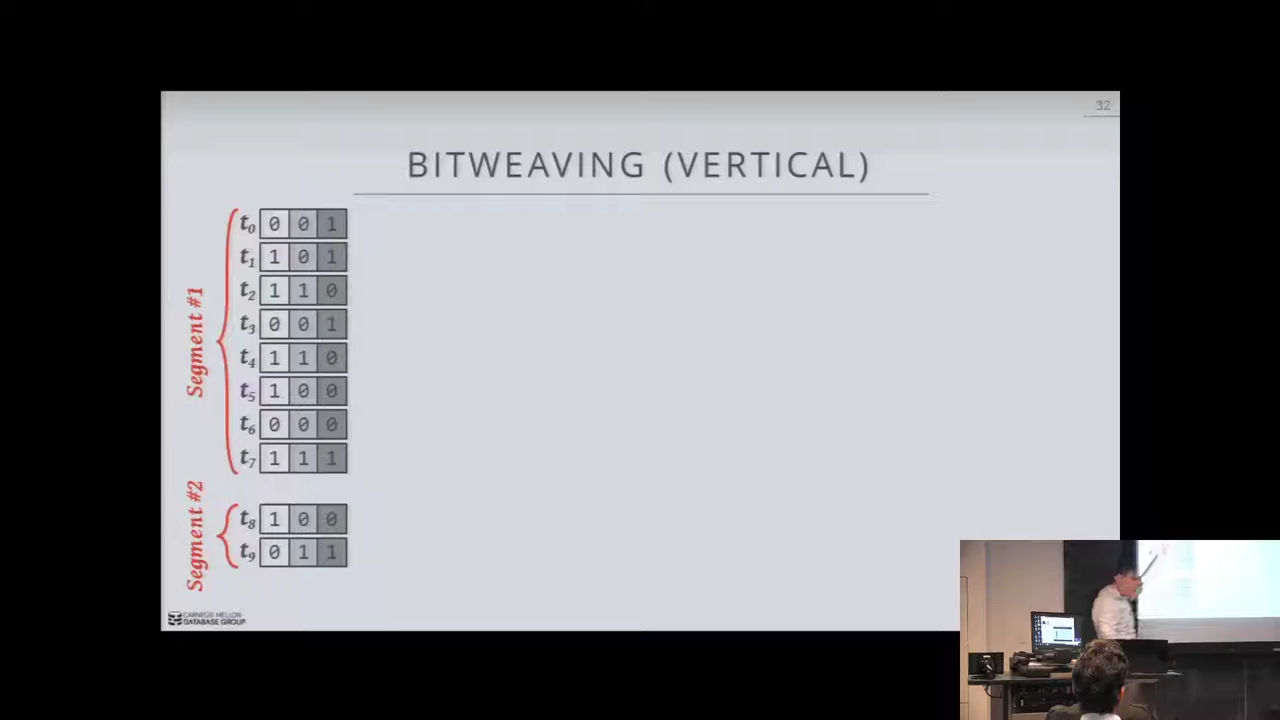 32
BITWEAVING (VERTICAL)
Segment #1
t0 0 0 1
t1 1 0 1
t2 1 1 0
t3 0 0 1
t4 1 1 0
t5 1 0 0
t6 0 0 0
t7 1 1 1
Segment #2
t8 1 0 0
t9 0 1 1
CARNEGIE MELLON
DATABASE GROUP